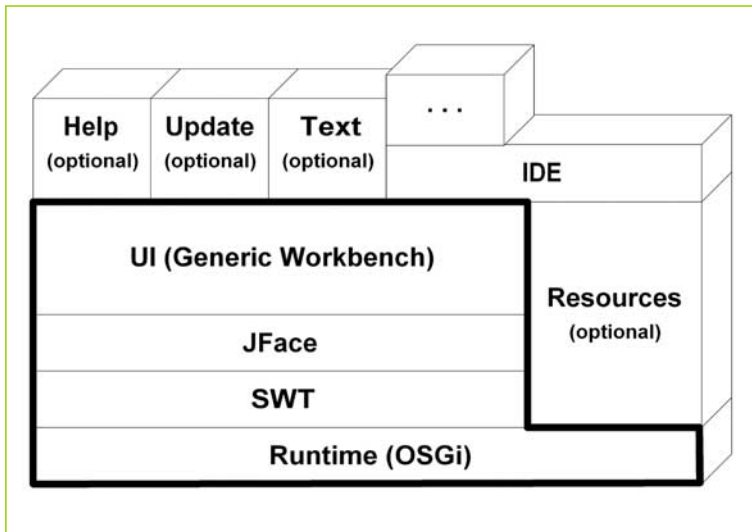 . . .
Help
(optional)
Update
(optional)
Text
(optional)
IDE
UI (Generic Workbench)
Resources
(optional)
JFace
SWT
Runtime (OSGi)